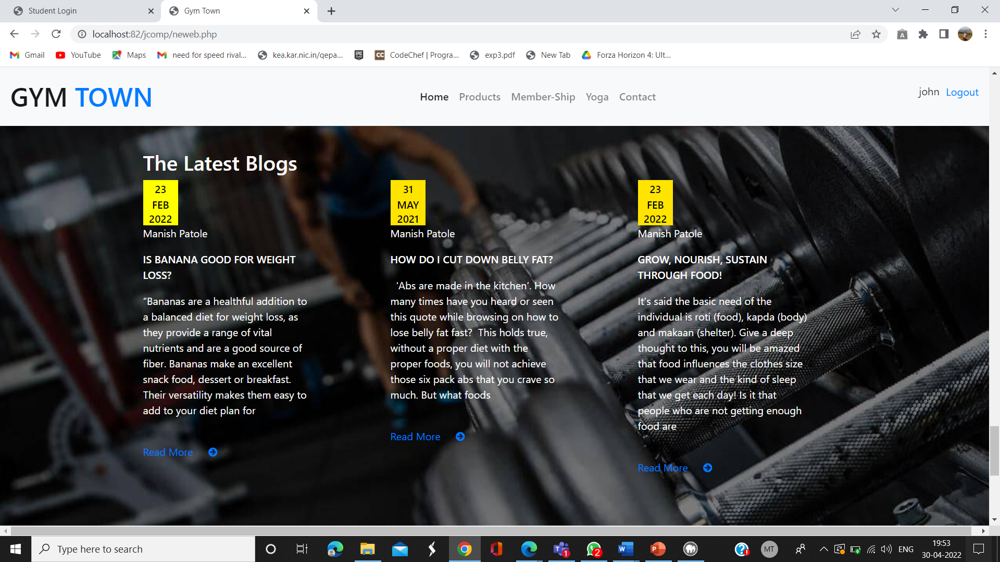 Student Login
Gym Town
localhost:82/jcomp/neweb.php
Gmail
YouTube
Maps
need for speed rival...
kea.kar.nic.in/qepa...
EPIC
CC
CodeChef | Progra...
exp3.pdf
New Tab
Forza Horizon 4: Ult...
GYM TOWN
Home
Products
Member-Ship
Yoga
Contact
john
Logout
The Latest Blogs
23
FEB
2022
Manish Patole
IS BANANA GOOD FOR WEIGHT
LOSS?
“Bananas are a healthful addition to
a balanced diet for weight loss, as
they provide a range of vital
nutrients and are a good source of
fiber. Bananas make an excellent
snack food, dessert or breakfast.
Their versatility makes them easy to
add to your diet plan for
Read More
31
MAY
2021
Manish Patole
HOW DO I CUT DOWN BELLY FAT?
‘Abs are made in the kitchen’. How
many times have you heard or seen
this quote while browsing on how to
lose belly fat fast?  This holds true,
without a proper diet with the
proper foods, you will not achieve
those six pack abs that you crave so
much. But what foods
Read More
23
FEB
2022
Manish Patole
GROW, NOURISH, SUSTAIN
THROUGH FOOD!
It’s said the basic need of the
individual is roti (food), kapda (body)
and makaan (shelter). Give a deep
thought to this, you will be amazed
that food influences the clothes size
that we wear and the kind of sleep
that we get each day! Is it that
people who are not getting enough
food are
Read More
Type here to search
1
2
MT
ENG
19:53
30-04-2022